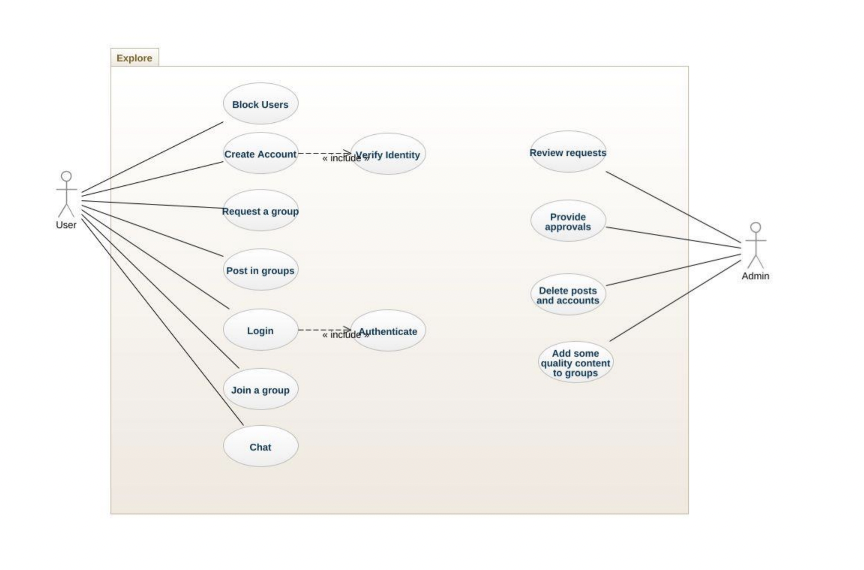 Explore
Block Users
Create Account
« include »
Verify Identity
Request a group
Post in groups
Login
« include »
Authenticate
Join a group
Chat
User
Review requests
Provide
approvals
Delete posts
and accounts
Add some
quality content
to groups
Admin